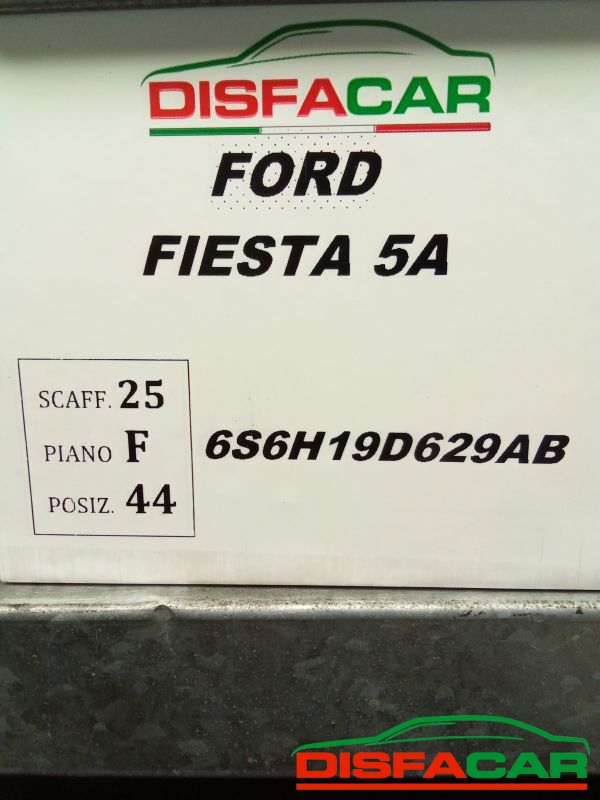 DISFACAR
FORD
FIESTA 5A
SCAFF. 25
PIANO F
POSIZ. 44
6S6H19D629AB
DISFACAR